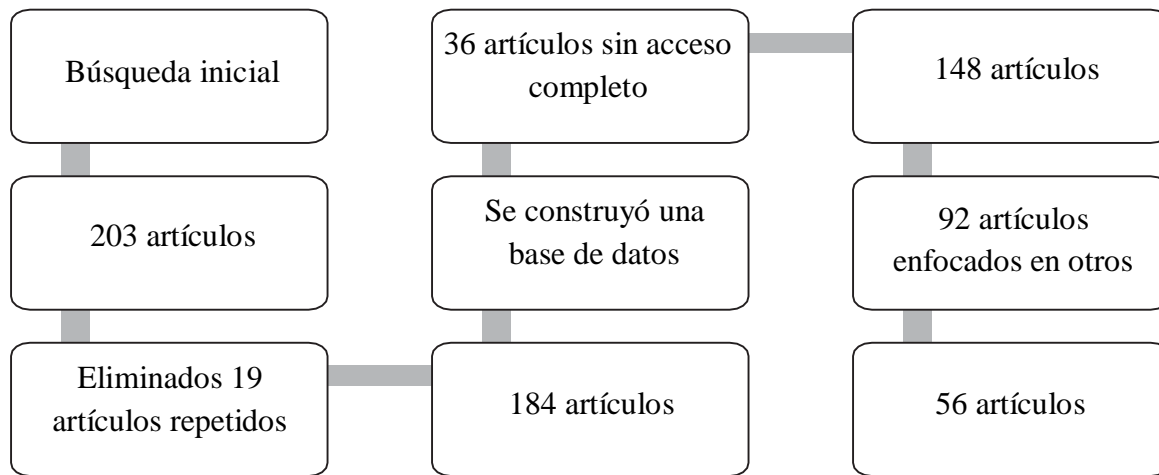 Búsqueda inicial
203 artículos
Eliminados 19
artículos repetidos
184 artículos
Se construyó una
base de datos
36 artículos sin acceso
completo
148 artículos
92 artículos
enfocados en otros
56 artículos